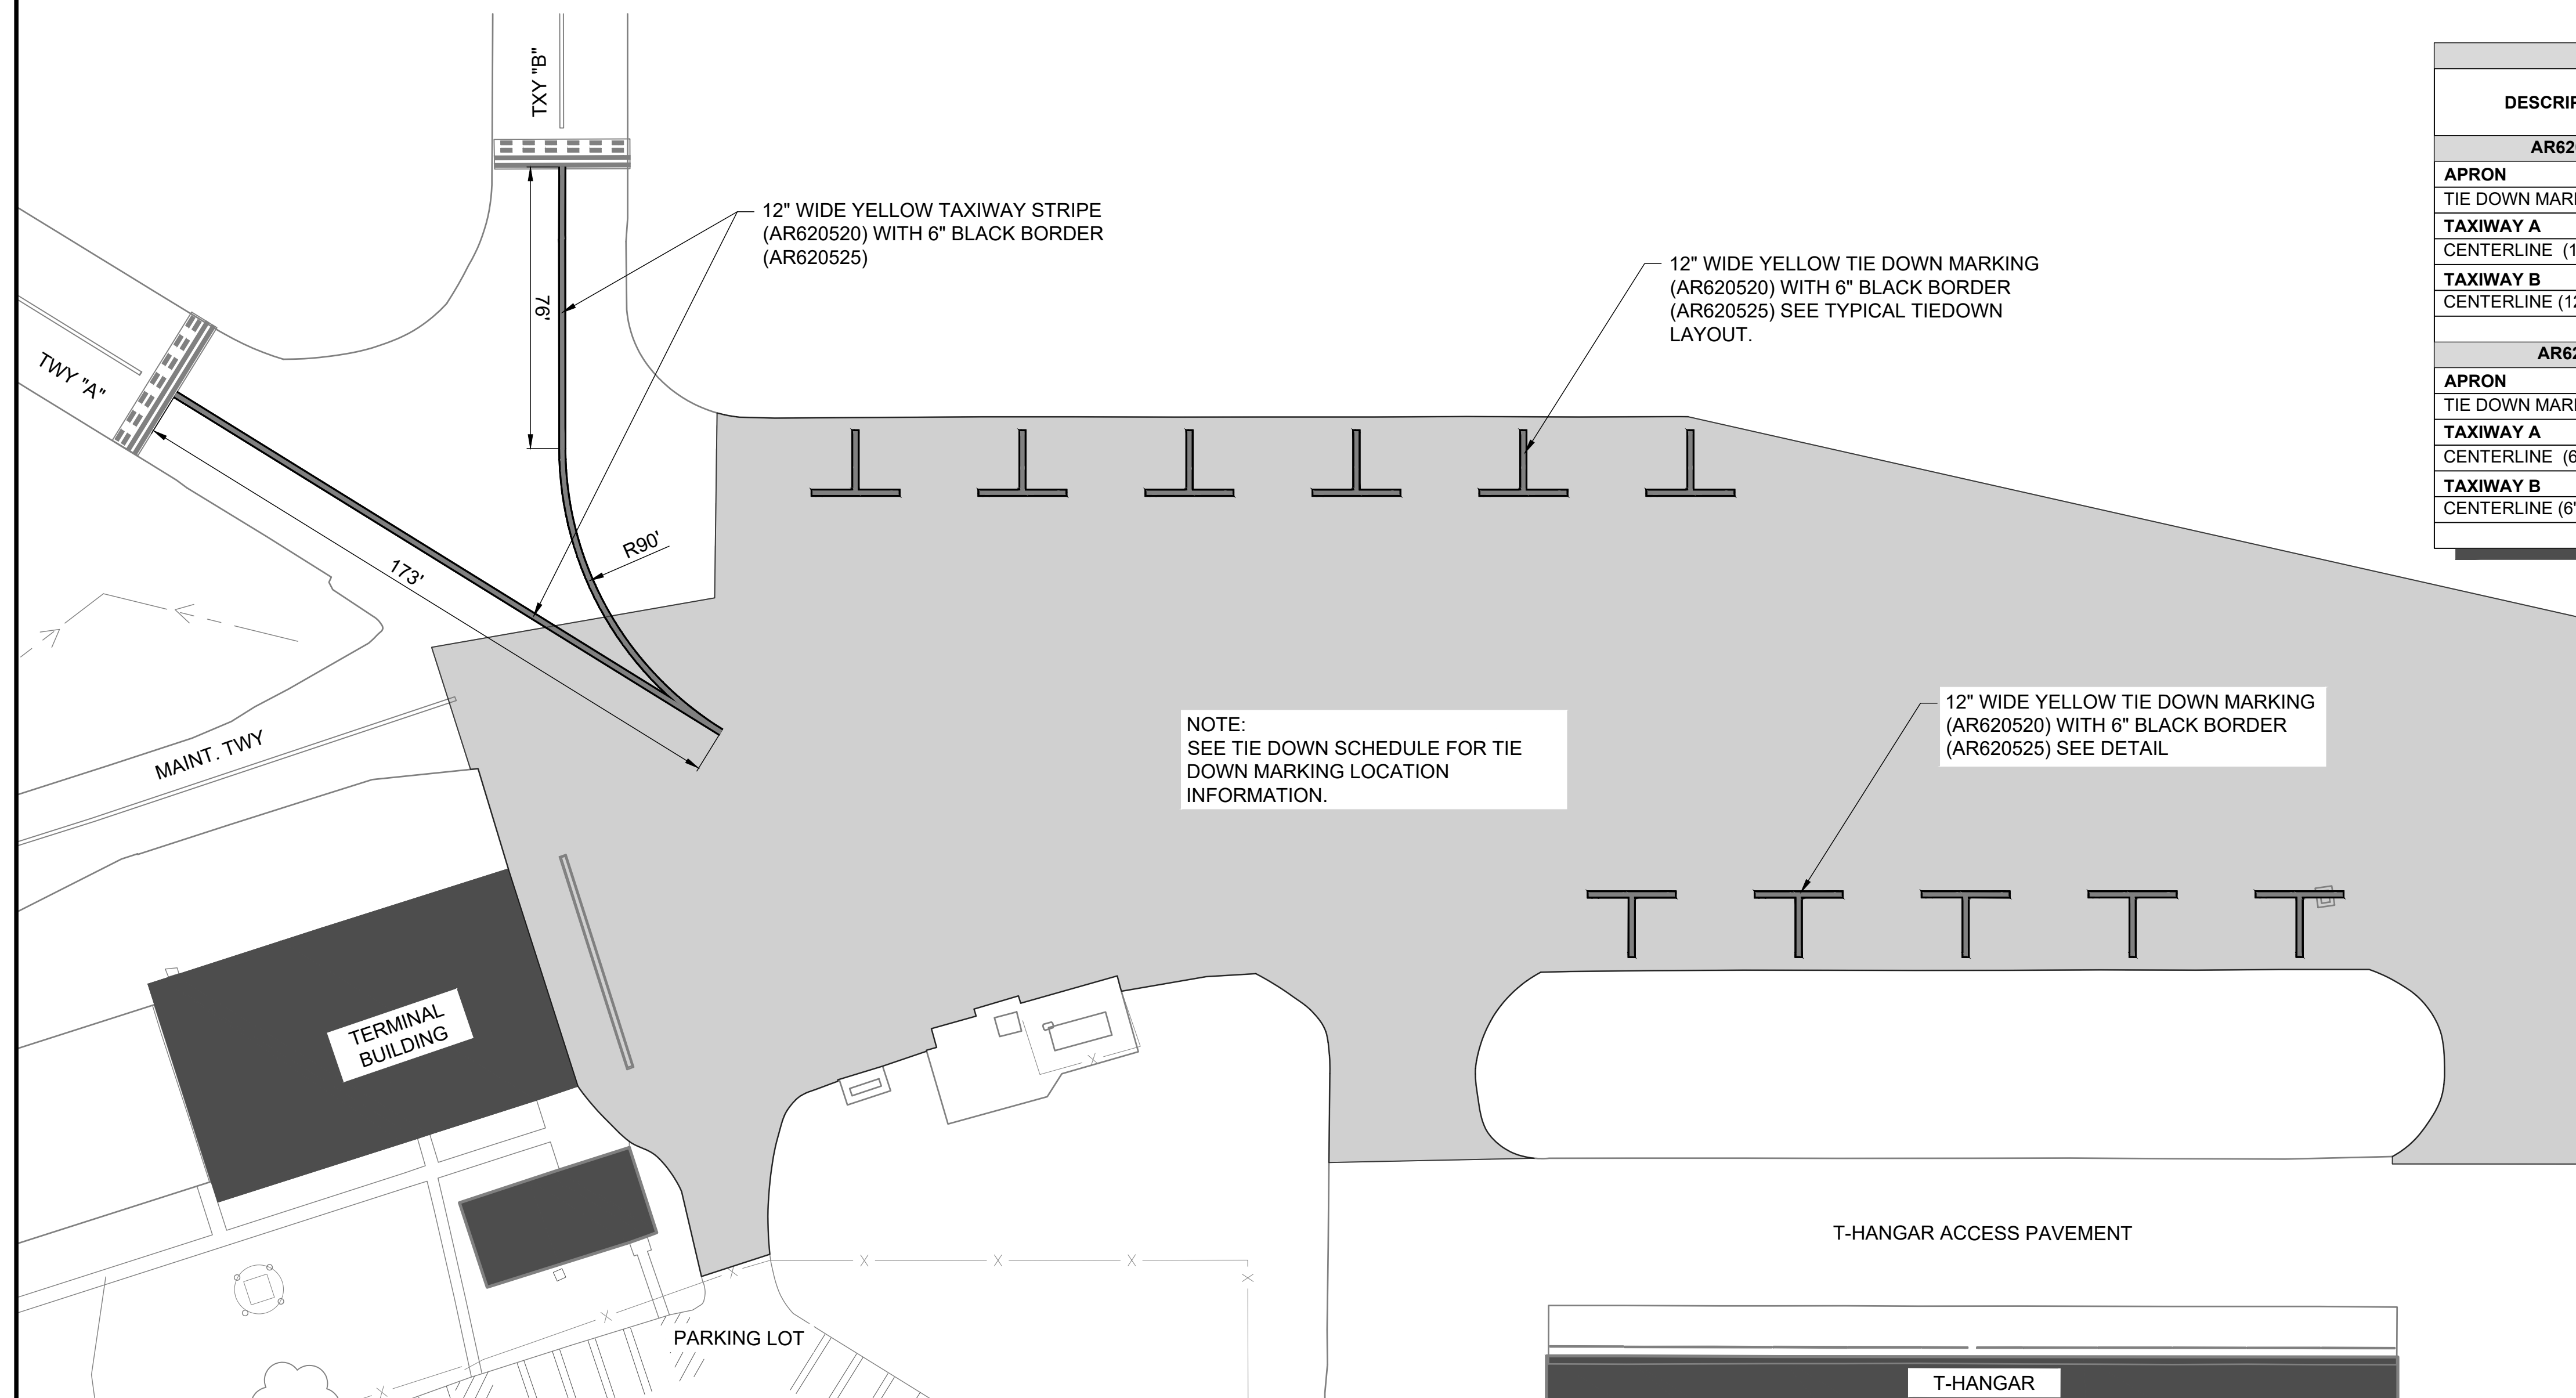 TXY "B"
12" WIDE YELLOW TAXIWAY STRIPE
(AR620520) WITH 6" BLACK BORDER
(AR620525)
76'
TWY "A"
R90'
173'
MAINT. TWY
12" WIDE YELLOW TIE DOWN MARKING
(AR620520) WITH 6" BLACK BORDER
(AR620525) SEE TYPICAL TIEDOWN
LAYOUT.
NOTE:
SEE TIE DOWN SCHEDULE FOR TIE
DOWN MARKING LOCATION
INFORMATION.
12" WIDE YELLOW TIE DOWN MARKING
(AR620520) WITH 6" BLACK BORDER
(AR620525) SEE DETAIL
TERMINAL
BUILDING
T-HANGAR ACCESS PAVEMENT
PARKING LOT
T-HANGAR
DESCRIP
AR62
APRON
TIE DOWN MAR
TAXIWAY A
CENTERLINE (1
TAXIWAY B
CENTERLINE (12
AR62
APRON
TIE DOWN MAR
TAXIWAY A
CENTERLINE (6
TAXIWAY B
CENTERLINE (6"